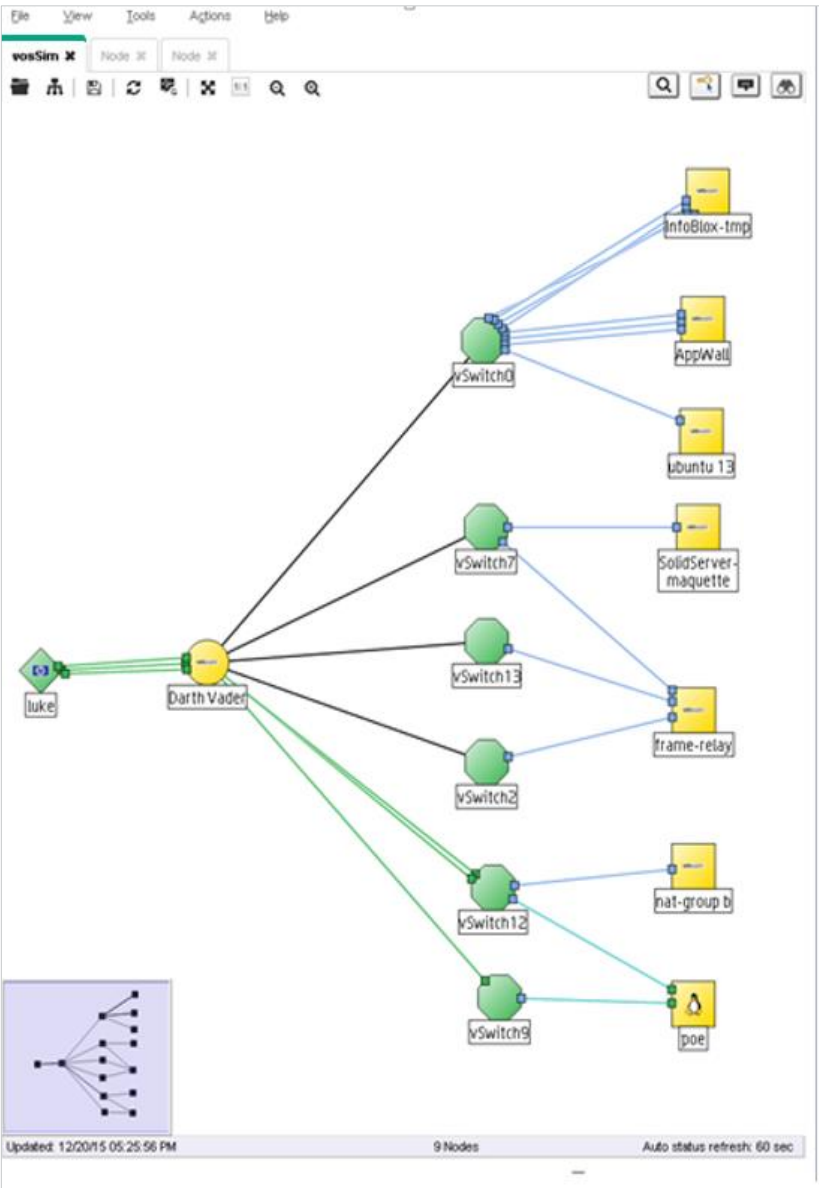 File View Tools Actions Help
vosSim ✖ Node ✖ Node ✖
1:1
InfoBlox-tmp
vSwitch0
AppWall
ubuntu 13
vSwitch7
SolidServer-
maquette
luke
Darth Vader
vSwitch13
frame-relay
vSwitch2
vSwitch12
nat-group b
vSwitch9
poe
Updated: 12/20/15 05:25:56 PM 9 Nodes Auto status refresh: 60 sec